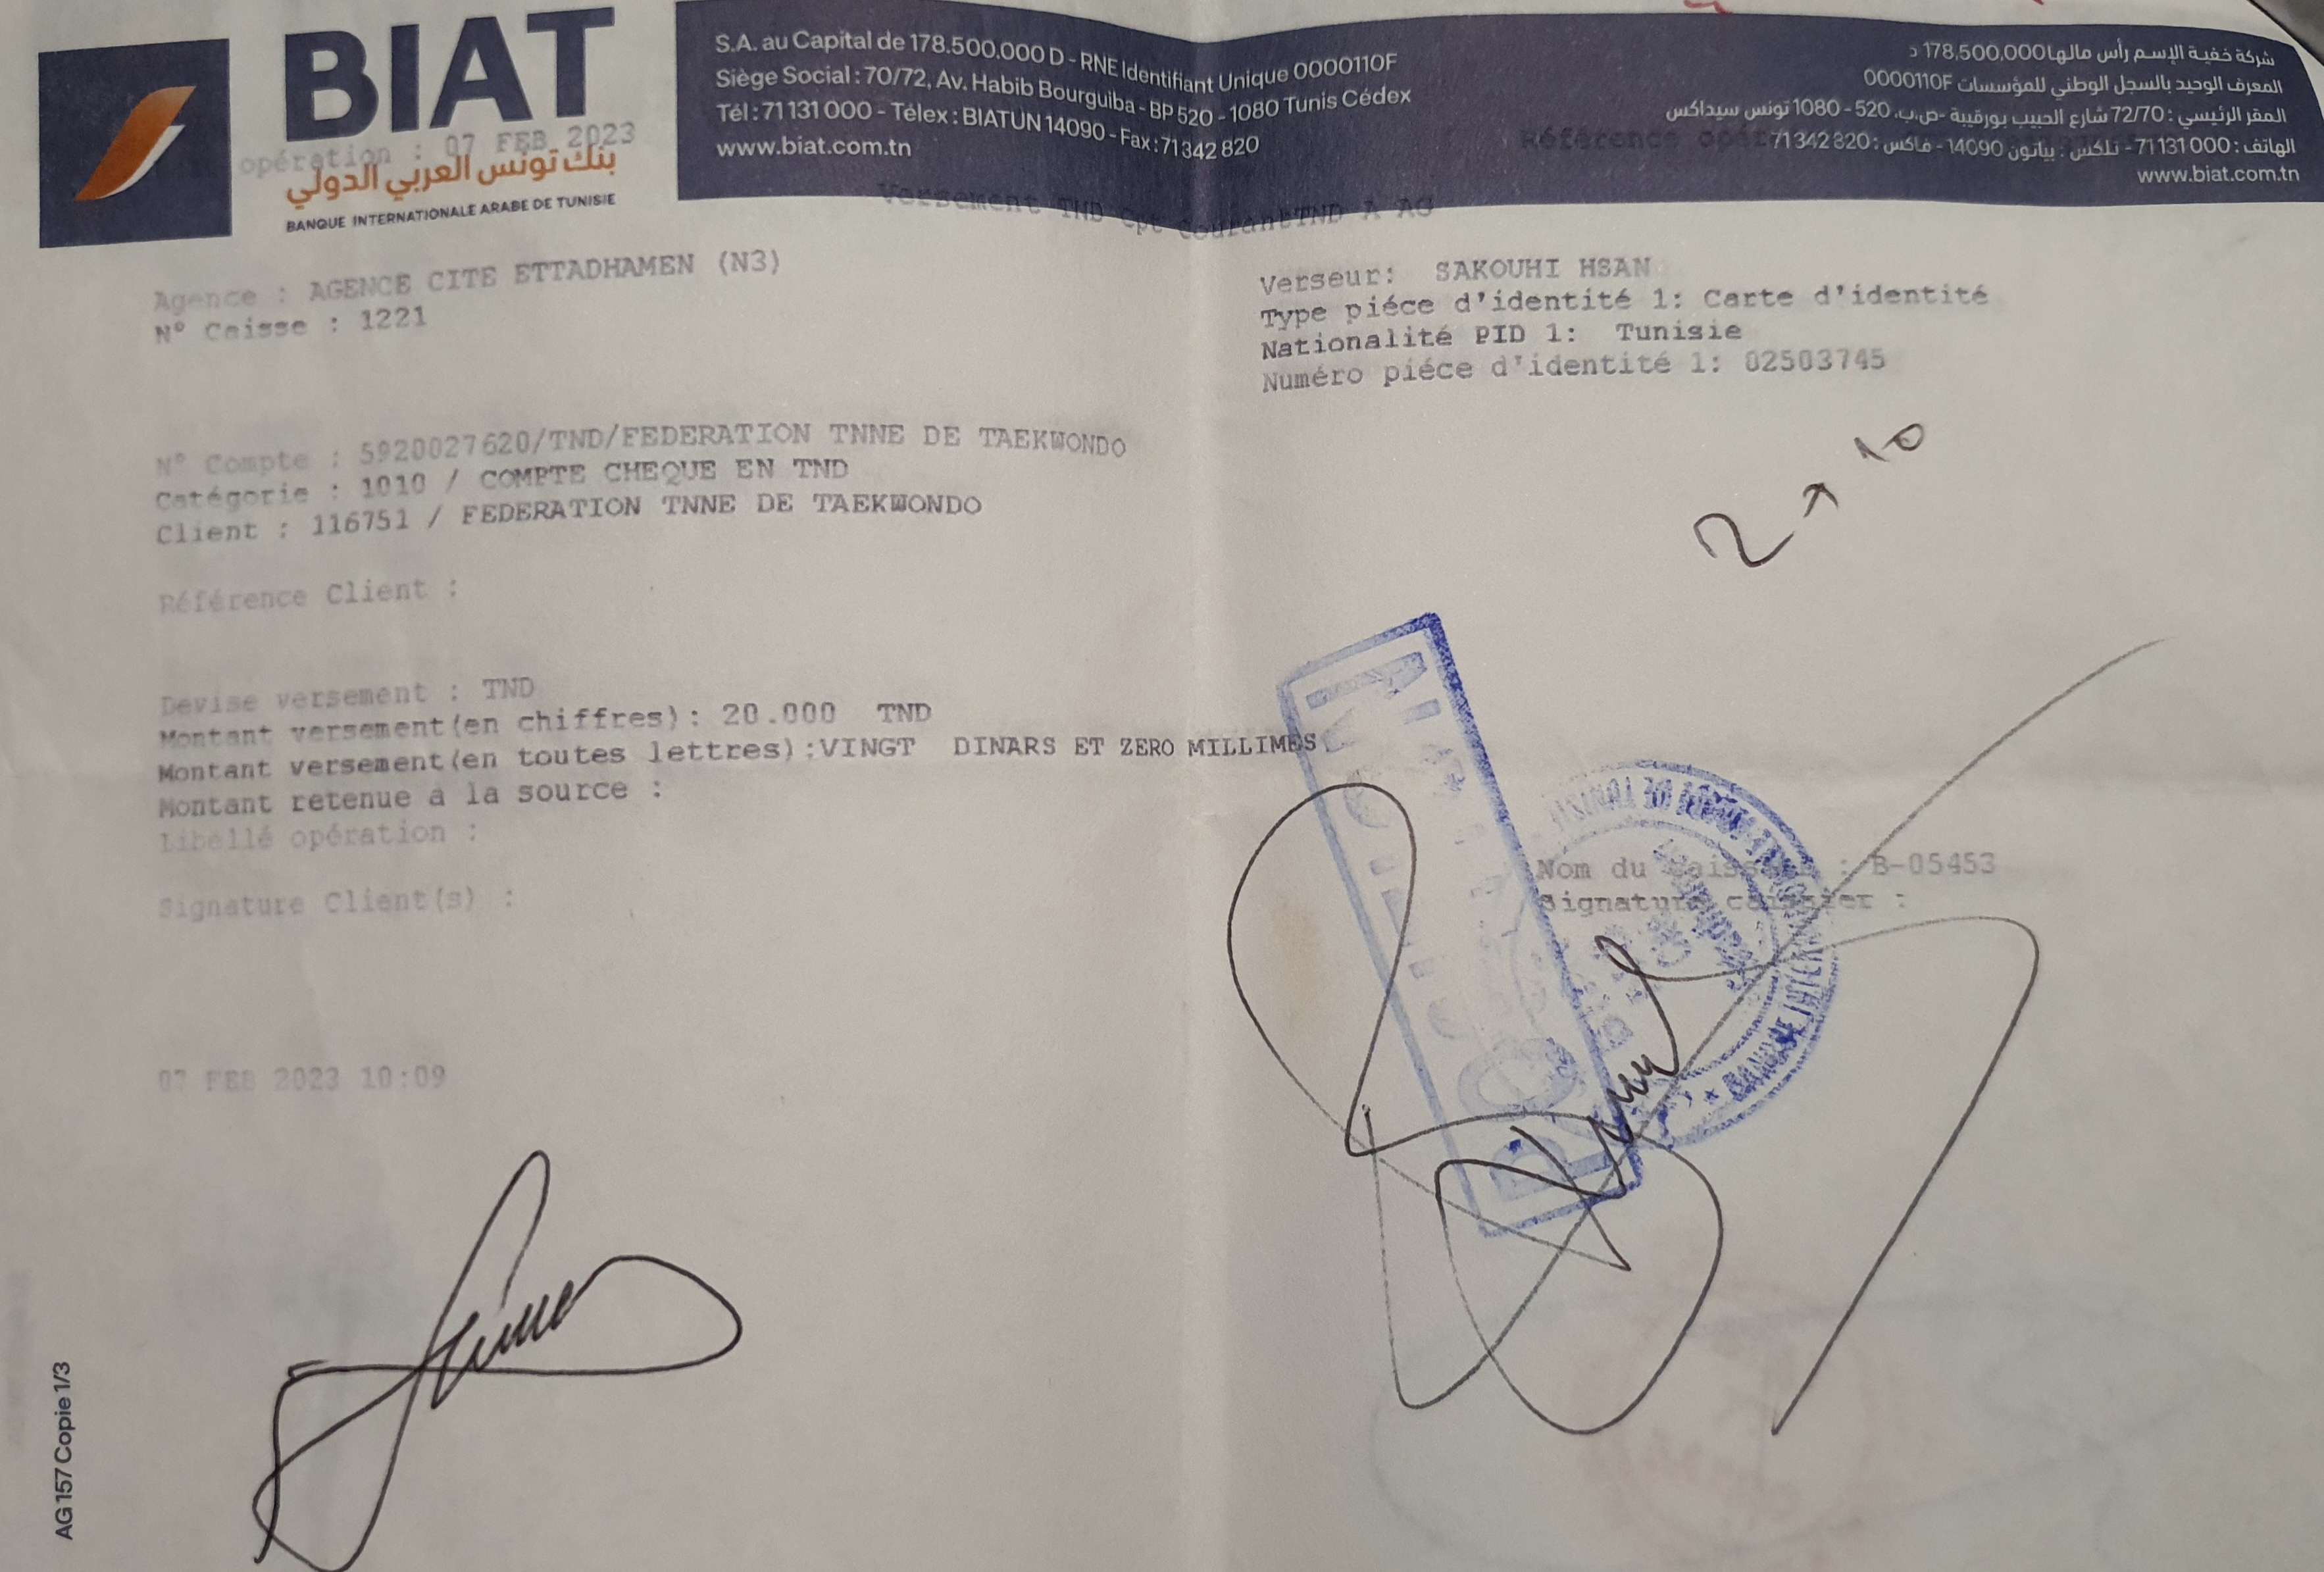 BIAT
بنك تونس العربي الدولي
BANQUE INTERNATIONALE ARABE DE TUNISIE
S.A. au Capital de 178.500.000 D - RNE Identifiant Unique 0000110F
Siège Social : 70/72, Av. Habib Bourguiba - BP 520 - 1080 Tunis Cédex
Tél : 71 131 000 - Télex : BIATUN 14090 - Fax : 71 342 820
www.biat.com.tn
شركة خفية الإسم رأس مالها 178,500,000 د
المعرف الوحيد بالسجل الوطني للمؤسسات 0000110F
المقر الرئيسي : 72/70 شارع الحبيب بورقيبة -ص.ب. 520 - 1080 تونس سيداكس
الهاتف : 71 131 000 - تلكس : بياتون 14090 - فاكس : 71 342 820
www.biat.com.tn
opération : 07 FEB 2023
Référence
Versement TND Cpt CourantTND A AG
Agence : AGENCE CITE ETTADHAMEN (N3)
N° Caisse : 1221
Verseur: SAKOUHI HSAN
Type piéce d'identité 1: Carte d'identité
Nationalité PID 1: Tunisie
Numéro piéce d'identité 1: 02503745
N° Compte : 5920027620/TND/FEDERATION TNNE DE TAEKWONDO
Catégorie : 1010 / COMPTE CHEQUE EN TND
Client : 116751 / FEDERATION TNNE DE TAEKWONDO
Référence Client :
2 10
Devise versement : TND
Montant versement(en chiffres): 20.000 TND
Montant versement(en toutes lettres):VINGT DINARS ET ZERO MILLIMES
Montant retenue à la source :
Libellé opération :
Signature Client(s) :
Nom du Caissier : B-05453
Signature caissier :
07 FEB 2023 10:09
AG 157 Copie 1/3